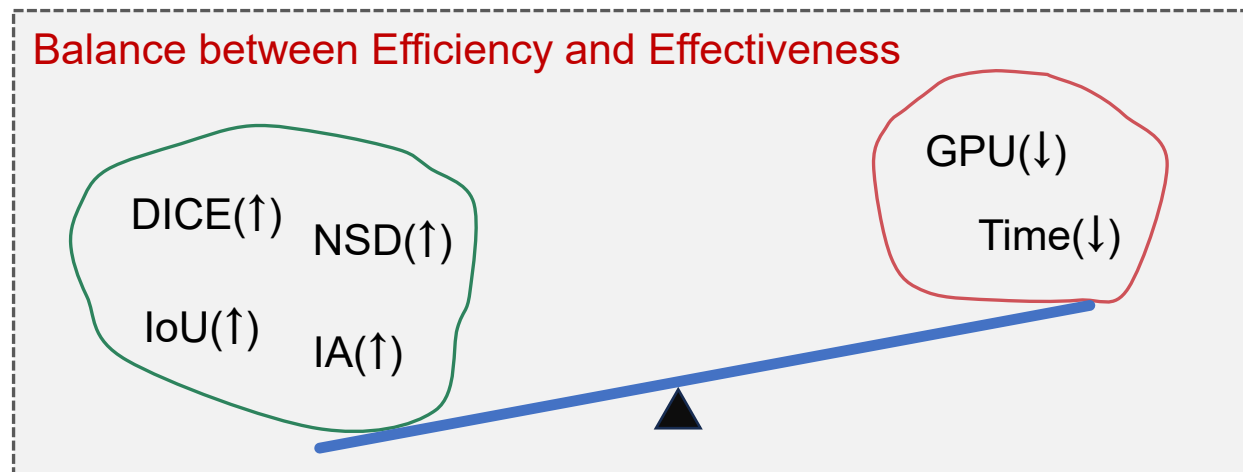 Balance between Efficiency and Effectiveness
DICE(↑)
NSD(↑)
IoU(↑)
IA(↑)
GPU(↓)
Time(↓)